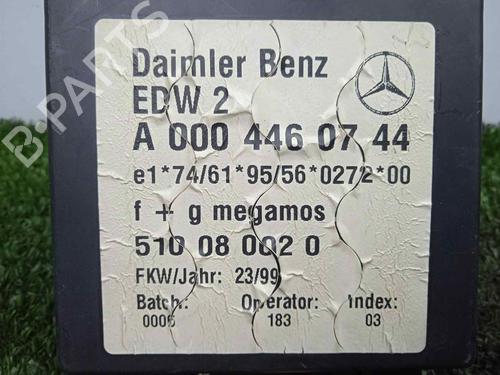 Daimler Benz
EDW 2
A 000 446 07 44
e1*74/61*95/56*0272*00
f + g megamos
510 08 002 0
FKW/Jahr: 23/99
Batch: Operator: Index:
0006 183 03
B-PARTS